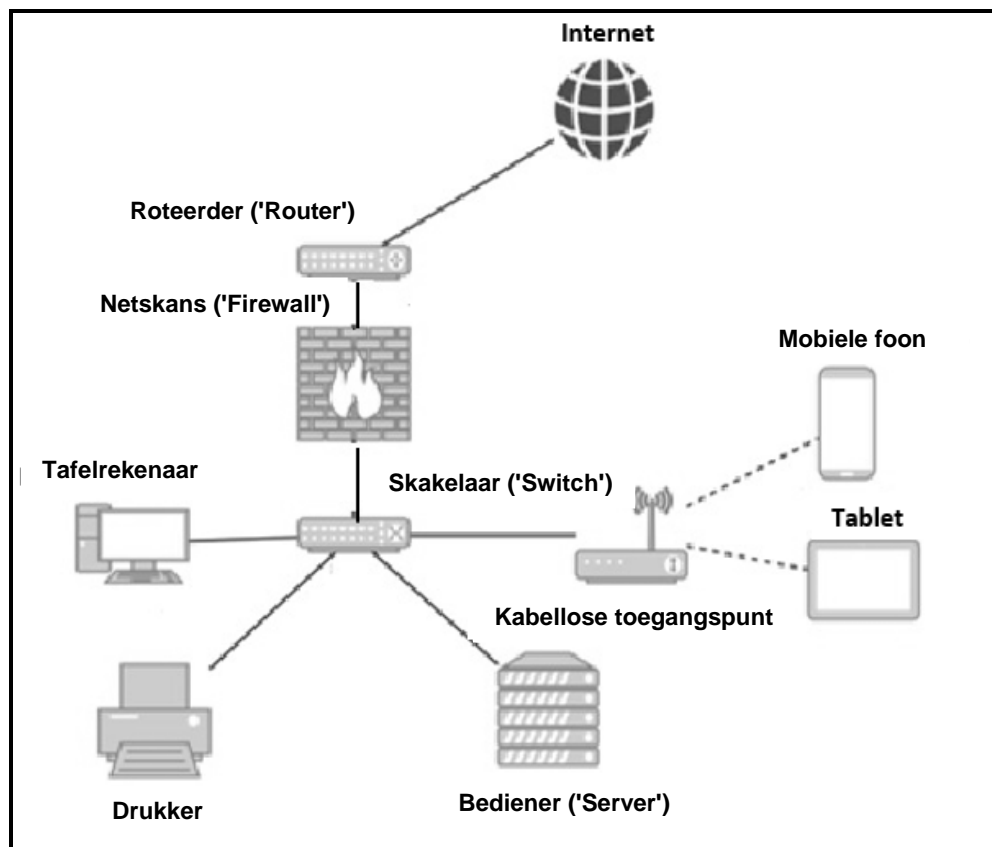 Internet
Roteerder ('Router')
Netskans ('Firewall')
Mobiele foon
Tafelrekenaar
Skakelaar ('Switch')
Tablet
Kabellose toegangspunt
Drukker
Bediener ('Server')